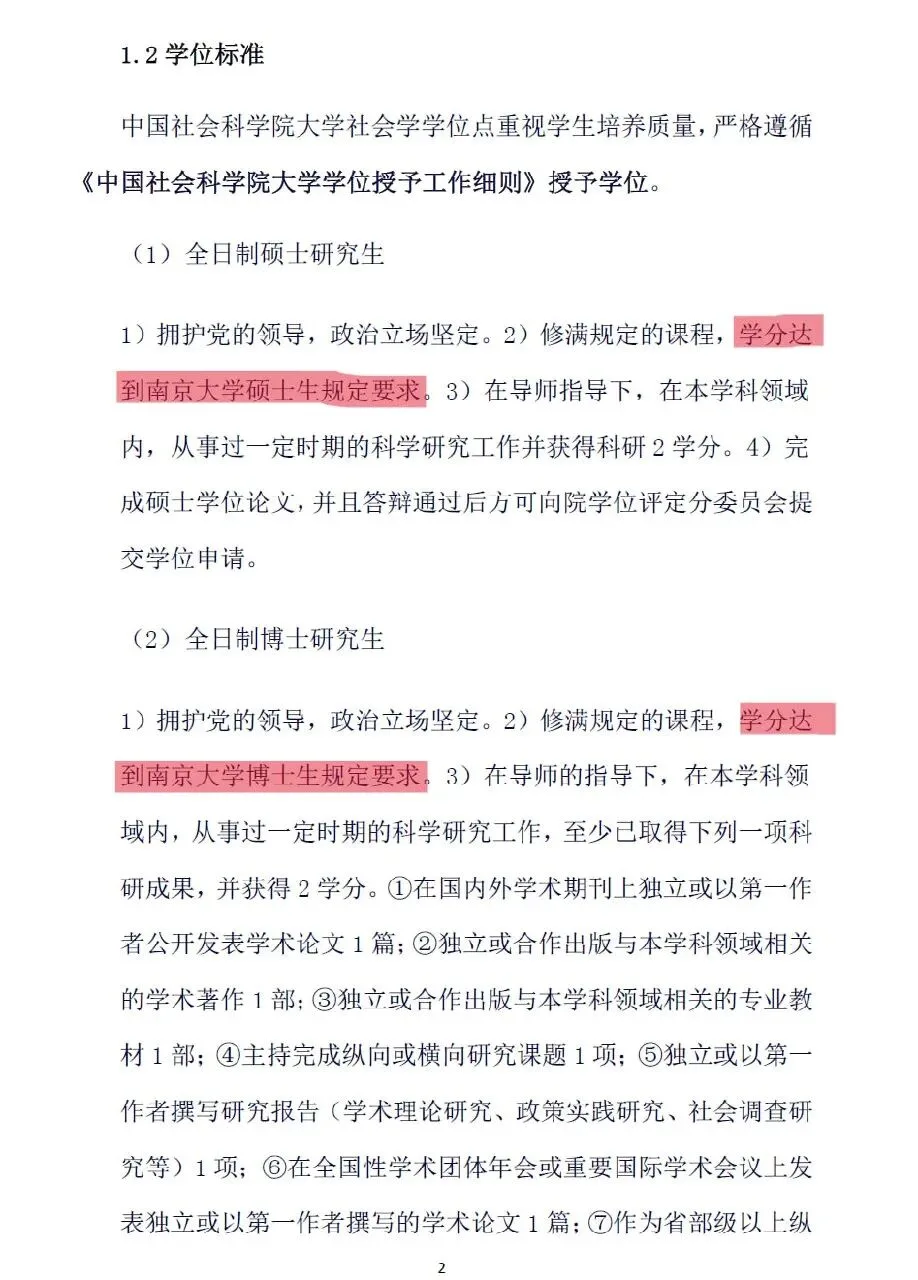 1.2 学位标准
中国社会科学院大学社会学学位点重视学生培养质量，严格遵循
《中国社会科学院大学学位授予工作细则》授予学位。
（1）全日制硕士研究生
1）拥护党的领导，政治立场坚定。2）修满规定的课程，学分达
到南京大学硕士生规定要求。3）在导师指导下，在本学科领域
内，从事过一定时期的科学研究工作并获得科研 2 学分。4）完
成硕士学位论文，并且答辩通过后方可向院学位评定分委员会提
交学位申请。
（2）全日制博士研究生
1）拥护党的领导，政治立场坚定。2）修满规定的课程，学分达
到南京大学博士生规定要求。3）在导师的指导下，在本学科领
域内，从事过一定时期的科学研究工作，至少已取得下列一项科
研成果，并获得 2 学分。①在国内外学术期刊上独立或以第一作
者公开发表学术论文 1 篇；②独立或合作出版与本学科领域相关
的学术著作 1 部；③独立或合作出版与本学科领域相关的专业教
材 1 部；④主持完成纵向或横向研究课题 1 项；⑤独立或以第一
作者撰写研究报告（学术理论研究、政策实践研究、社会调查研
究等）1 项；⑥在全国性学术团体年会或重要国际学术会议上发
表独立或以第一作者撰写的学术论文 1 篇；⑦作为省部级以上纵
2